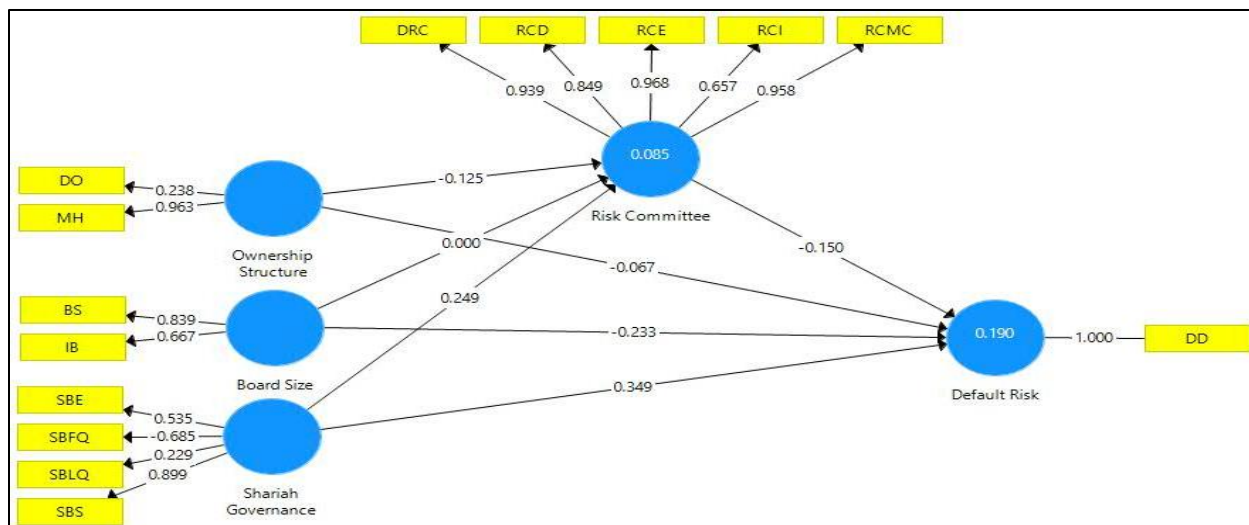 DRC
RCD
RCE
RCI
RCMC
0.939
0.849
0.968
0.657
0.958
0.085
Risk Committee
DO
MH
0.238
0.963
Ownership
Structure
-0.125
0.000
0.249
-0.067
-0.150
BS
IB
0.839
0.667
Board Size
-0.233
0.349
0.190
Default Risk
1.000
DD
SBE
SBFQ
SBLQ
SBS
0.535
-0.685
0.229
0.899
Shariah
Governance